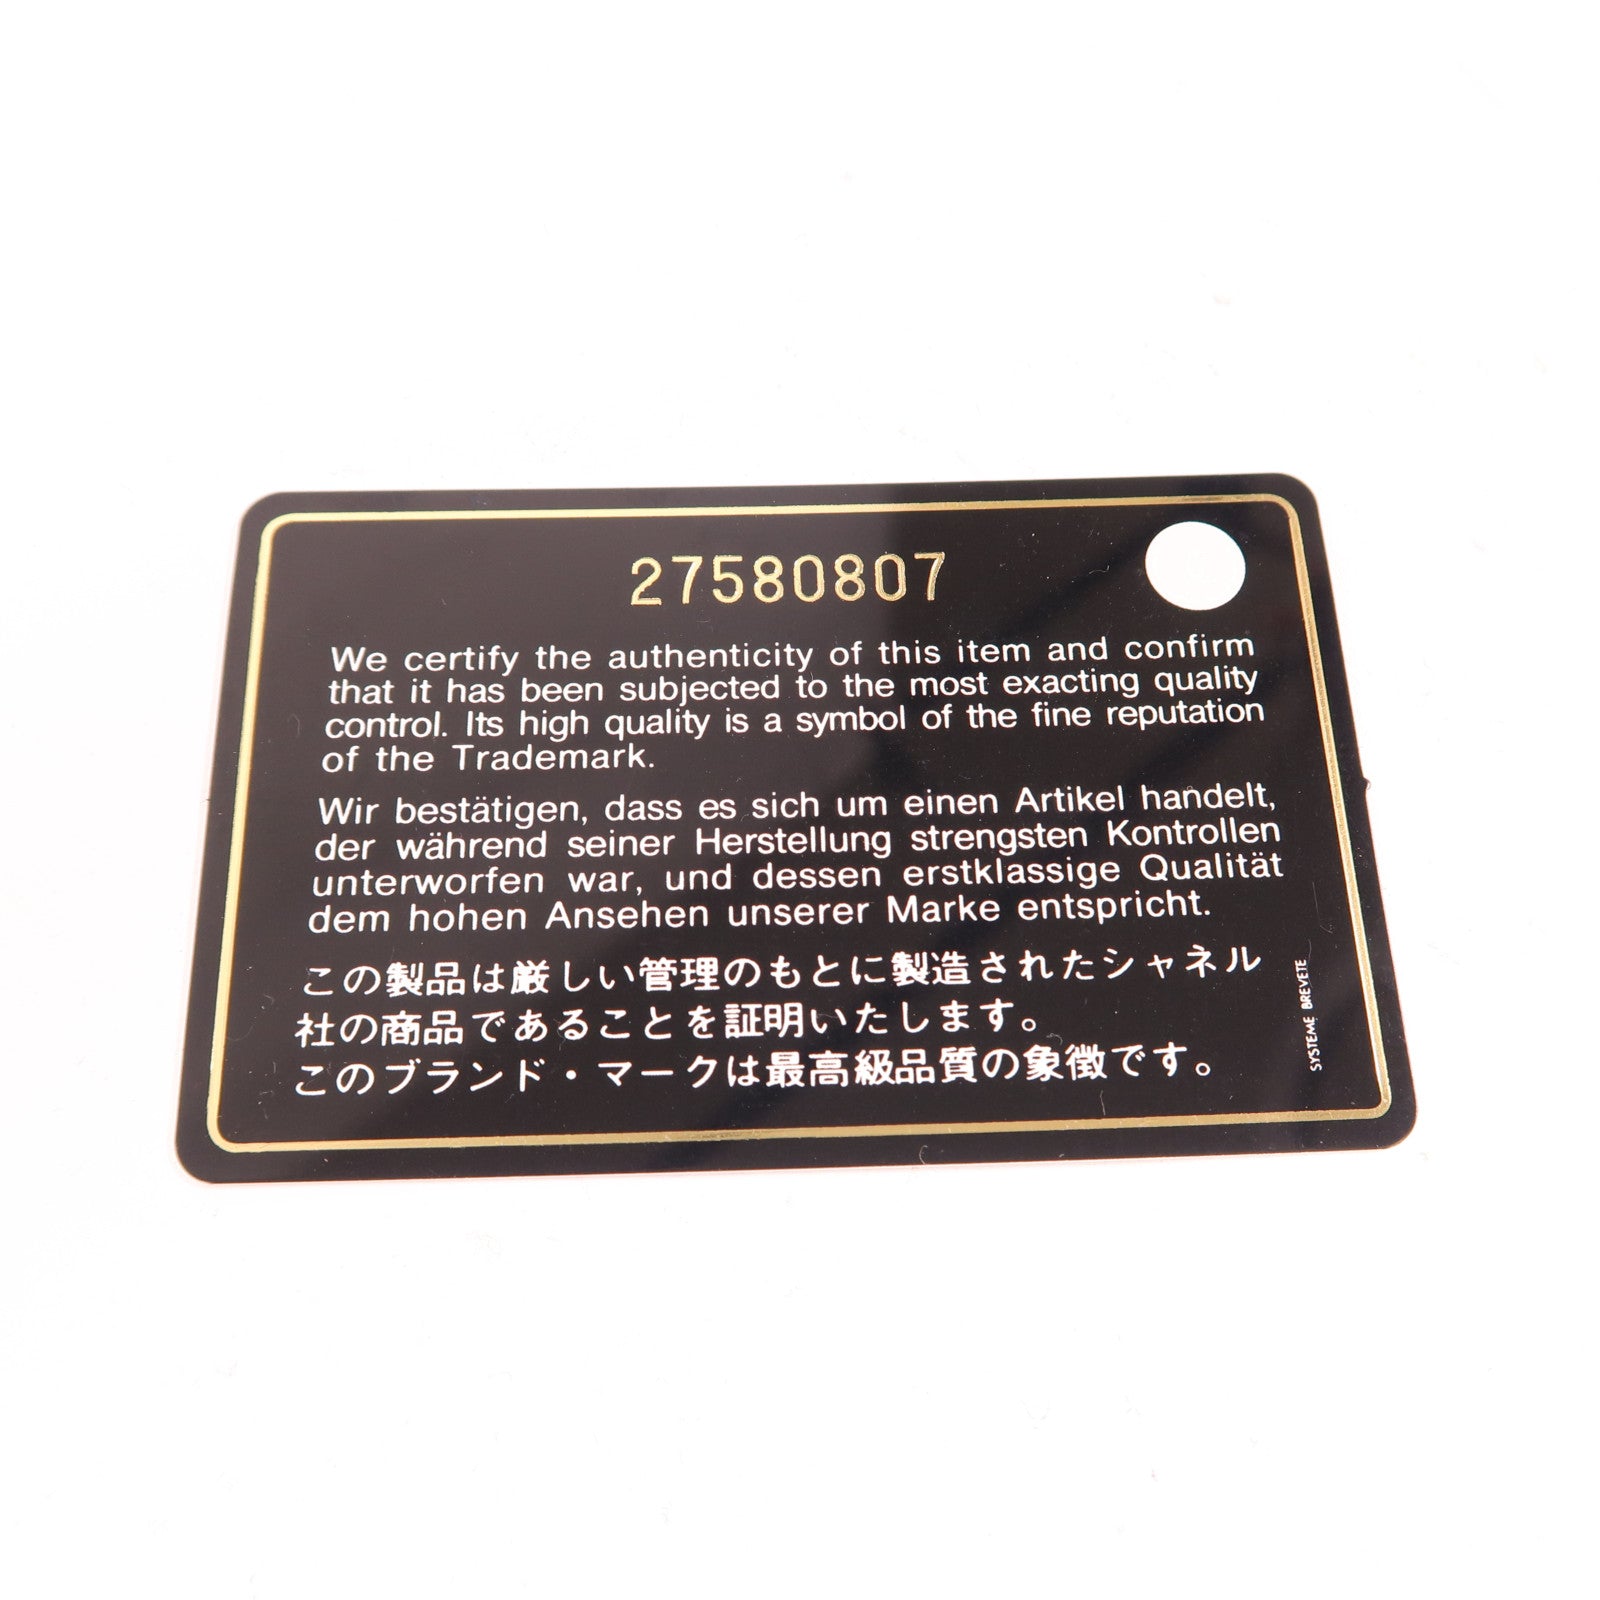 27580807
We certify the authenticity of this item and confirm
that it has been subjected to the most exacting quality
control. Its high quality is a symbol of the fine reputation
of the Trademark.
Wir bestätigen, dass es sich um einen Artikel handelt,
der während seiner Herstellung strengsten Kontrollen
unterworfen war, und dessen erstklassige Qualität
dem hohen Ansehen unserer Marke entspricht.
この製品は厳しい管理のもとに製造されたシャネル
社の商品であることを証明いたします。
このブランド・マークは最高級品質の象徴です。
SYSTEME BREVETE